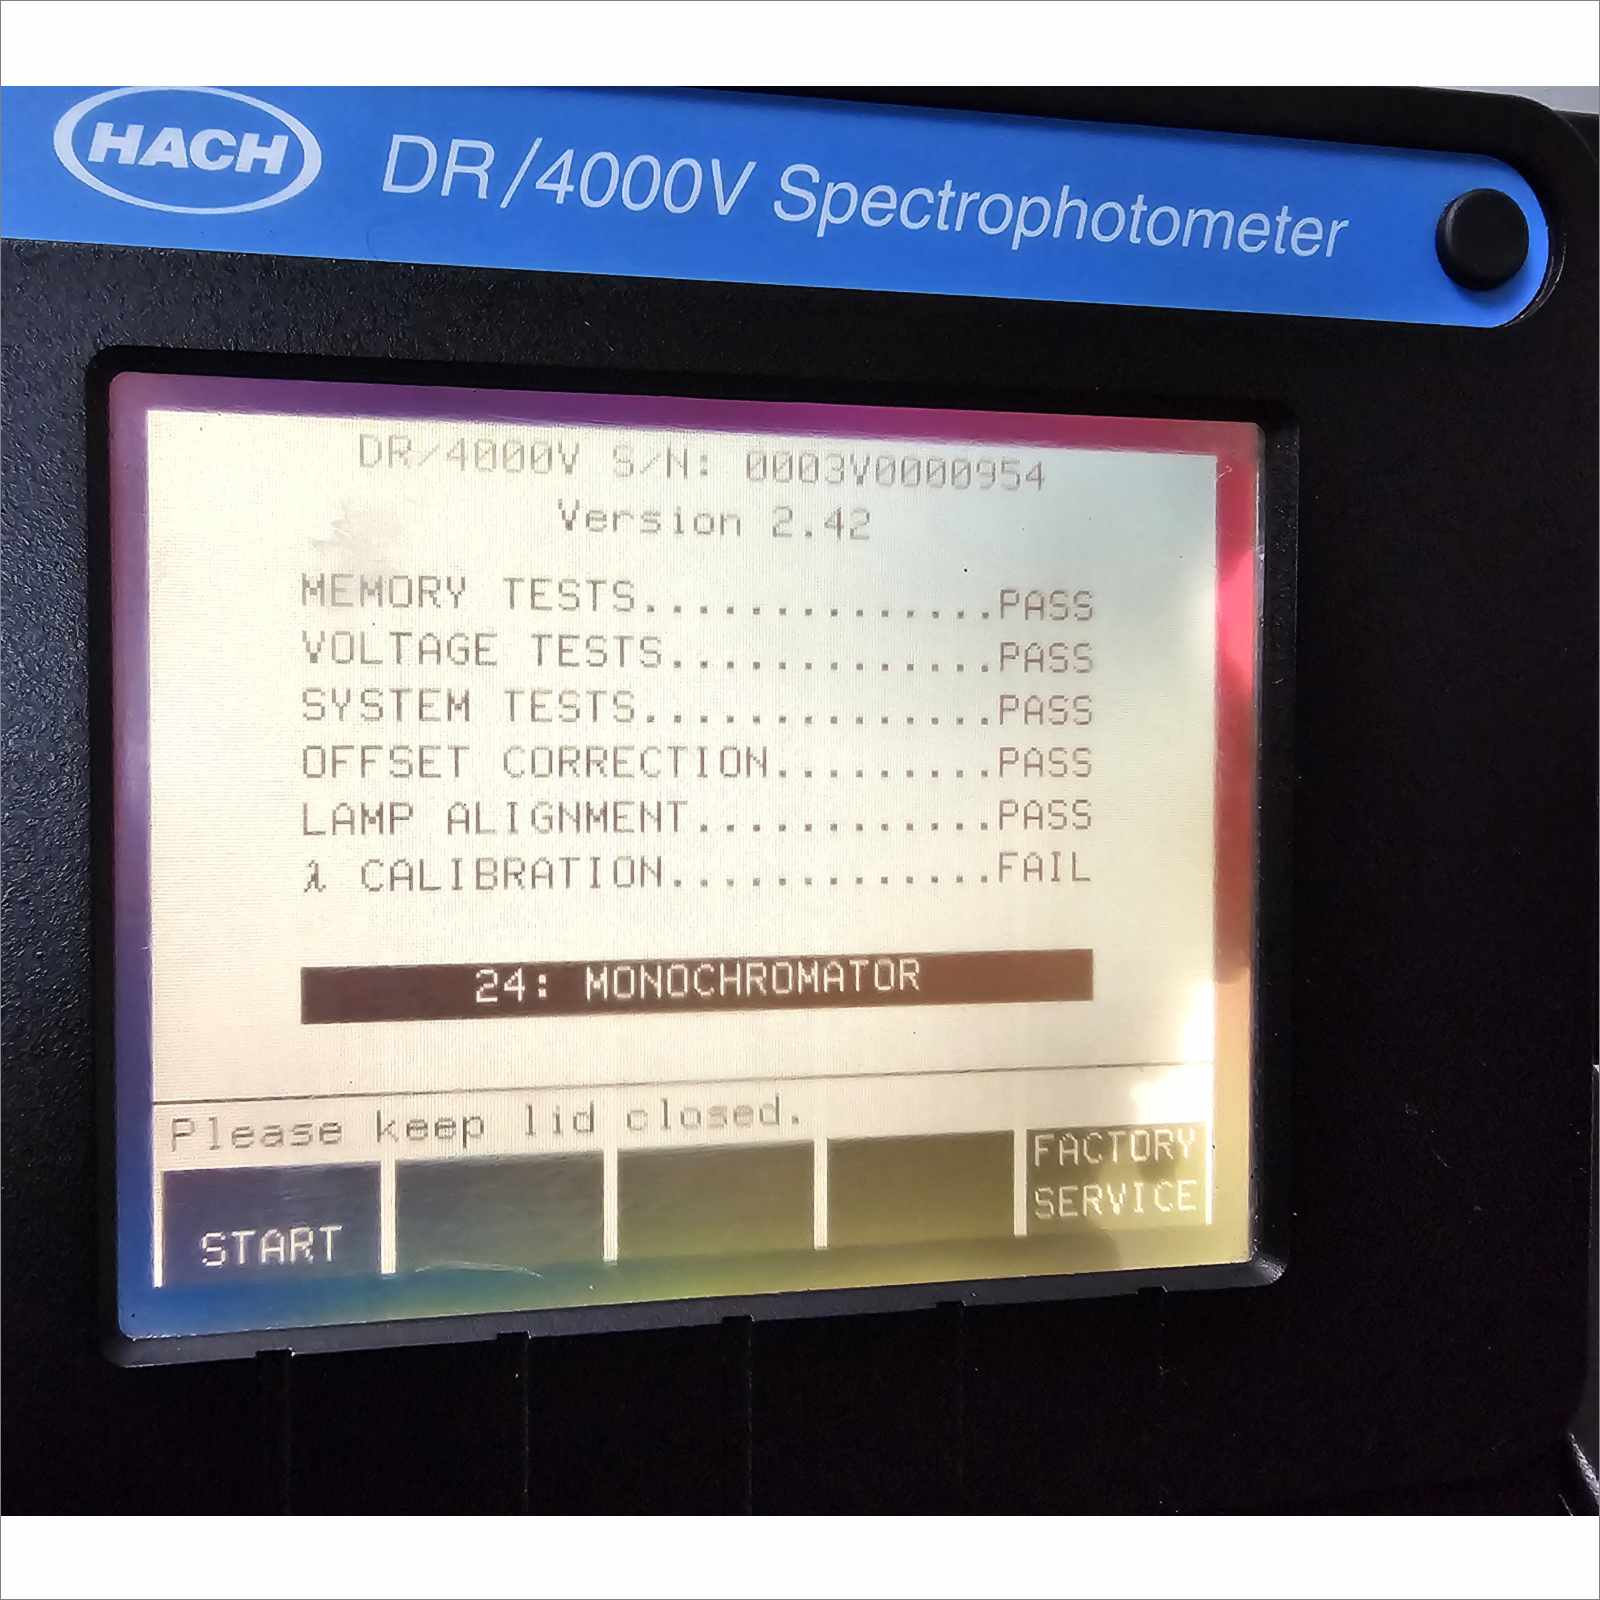 HACH
DR/4000V Spectrophotometer
DR/4000V S/N: 0003V0000954
Version 2.42
MEMORY TESTS.............PASS
VOLTAGE TESTS............PASS
SYSTEM TESTS.............PASS
OFFSET CORRECTION........PASS
LAMP ALIGNMENT...........PASS
λ CALIBRATION............FAIL
24: MONOCHROMATOR
Please keep lid closed.
START
FACTORY
SERVICE